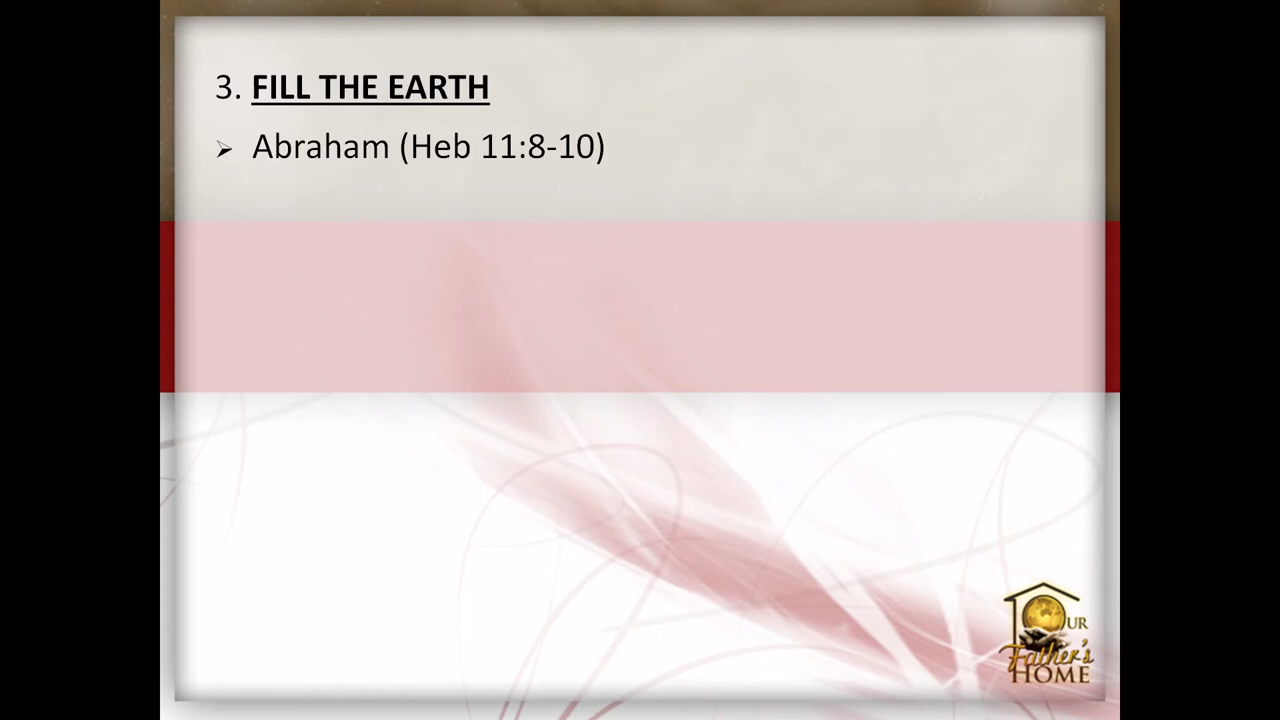 3. FILL THE EARTH
➢ Abraham (Heb 11:8-10)
OUR
Father's
HOME